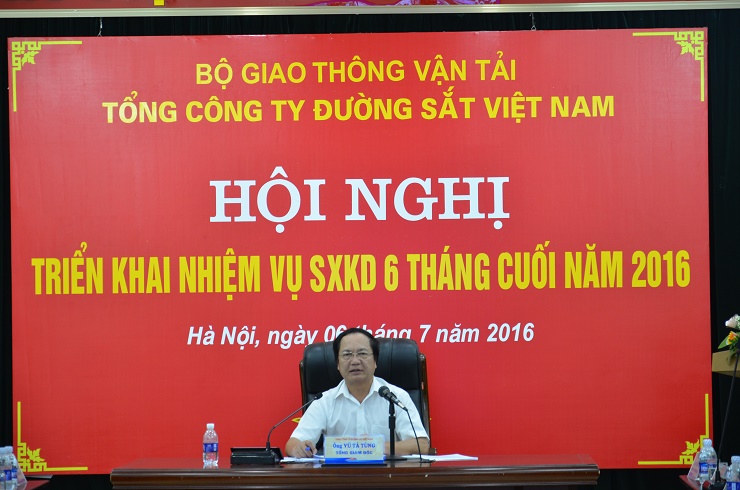 BỘ GIAO THÔNG VẬN TẢI
TỔNG CÔNG TY ĐƯỜNG SẮT VIỆT NAM
HỘI NGHỊ
TRIỂN KHAI NHIỆM VỤ SXKD 6 THÁNG CUỐI NĂM 2016
Hà Nội, ngày 06 tháng 7 năm 2016
Ông VŨ TÁ TÙNG
TỔNG GIÁM ĐỐC